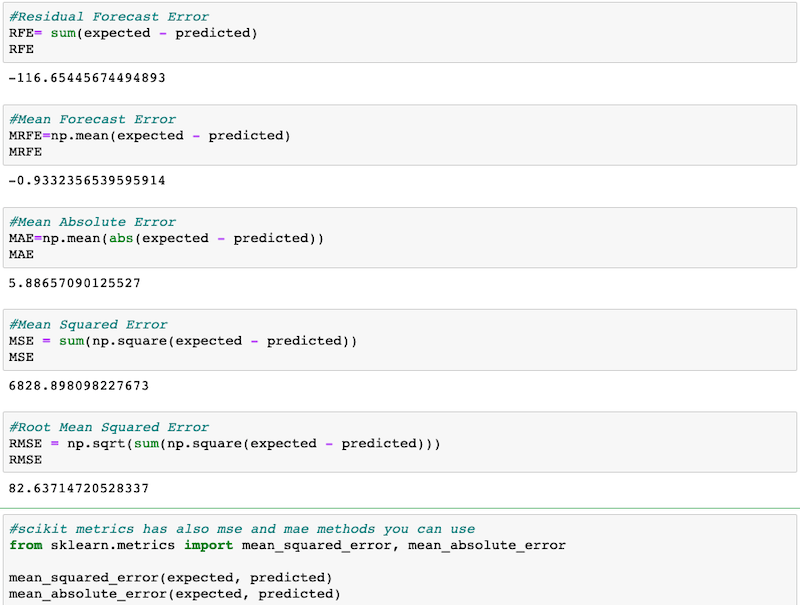 #Residual Forecast Error
RFE= sum(expected - predicted)
RFE
-116.65445674494893
#Mean Forecast Error
MRFE=np.mean(expected - predicted)
MRFE
-0.9332356539595914
#Mean Absolute Error
MAE=np.mean(abs(expected - predicted))
MAE
5.88657090125527
#Mean Squared Error
MSE = sum(np.square(expected - predicted))
MSE
6828.898098227673
#Root Mean Squared Error
RMSE = np.sqrt(sum(np.square(expected - predicted)))
RMSE
82.63714720528337
#scikit metrics has also mse and mae methods you can use
from sklearn.metrics import mean_squared_error, mean_absolute_error
mean_squared_error(expected, predicted)
mean_absolute_error(expected, predicted)